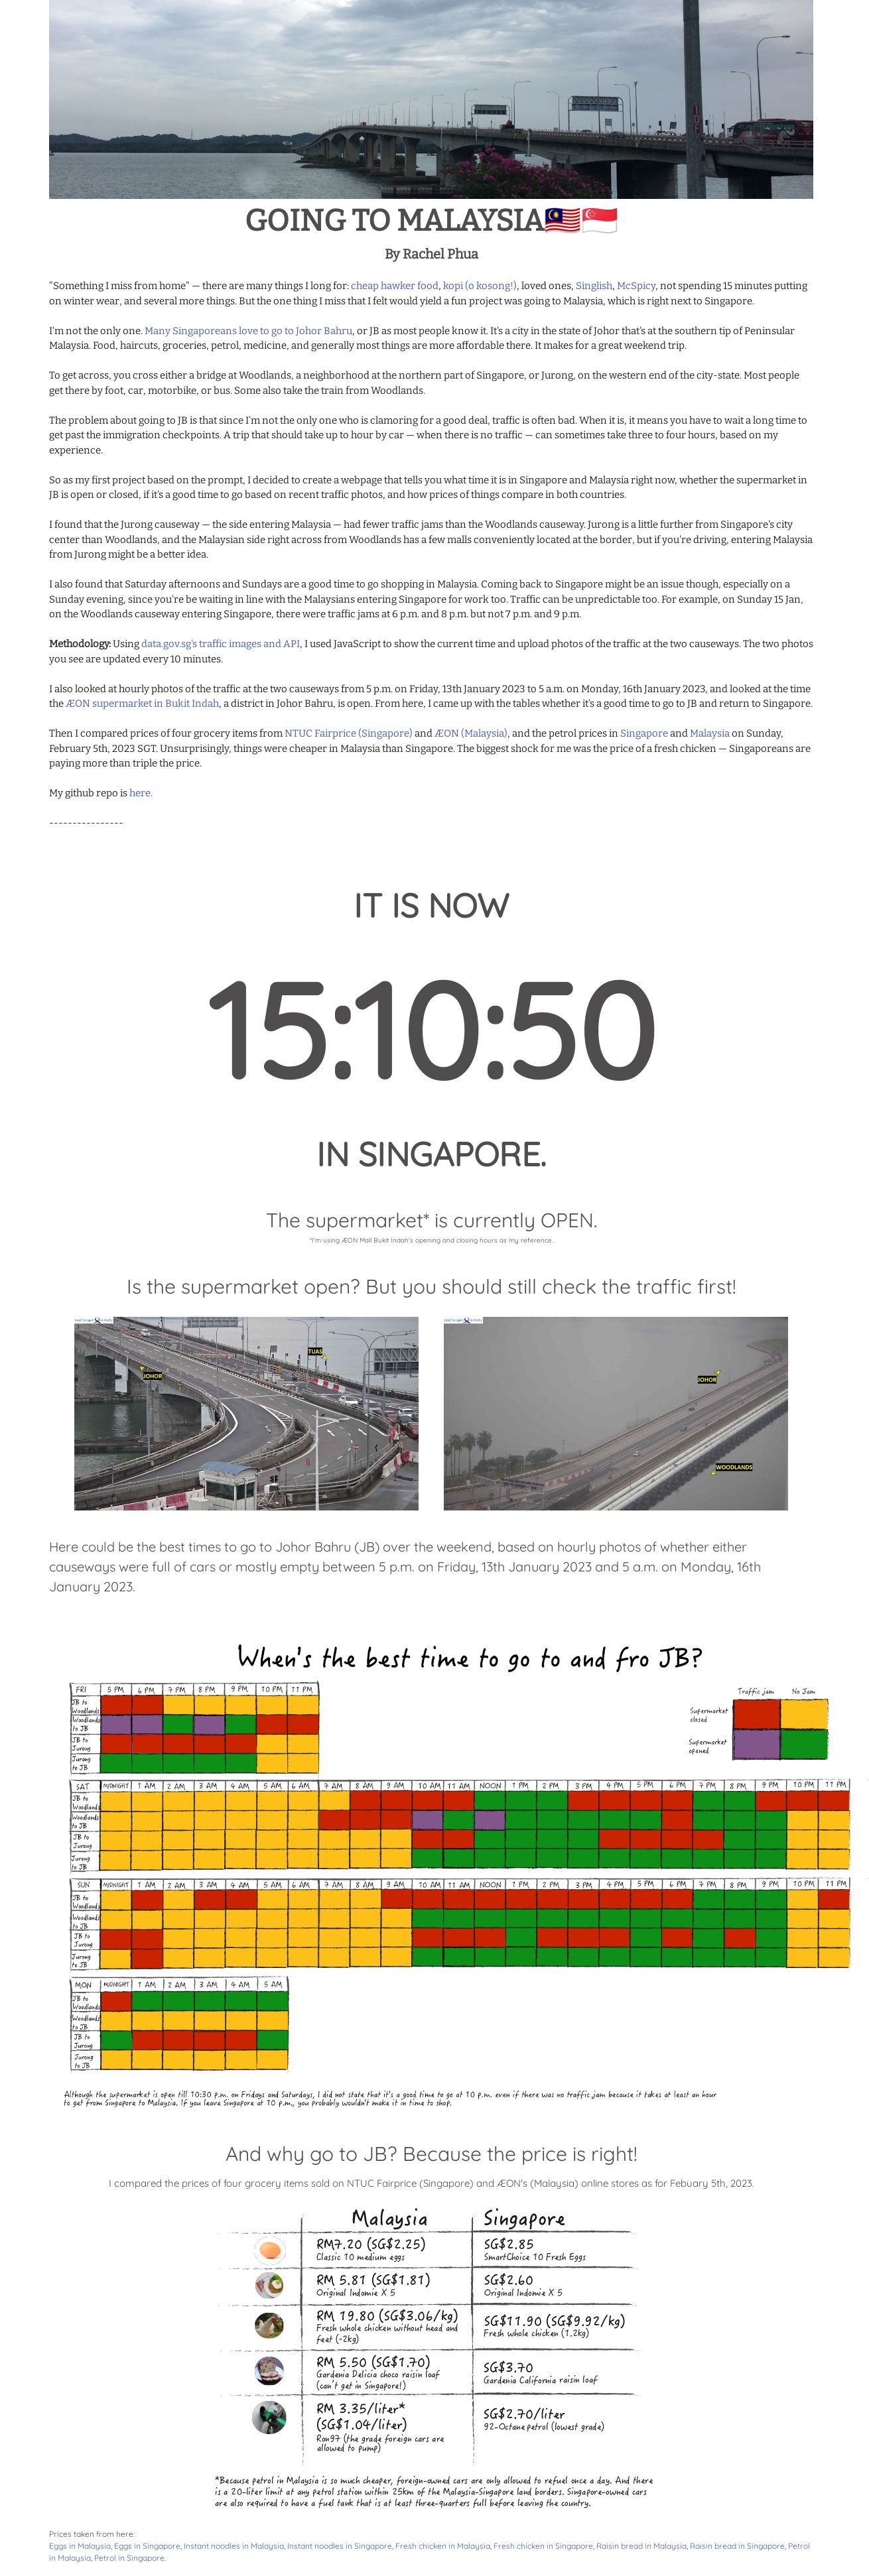 GOING TO MALAYSIA🇲🇾🇸🇬
By Rachel Phua
"Something I miss from home" — there are many things I long for: cheap hawker food, kopi (o kosong!), loved ones, Singlish, McSpicy, not spending 15 minutes putting
on winter wear, and several more things. But the one thing I miss that I felt would yield a fun project was going to Malaysia, which is right next to Singapore.
I'm not the only one. Many Singaporeans love to go to Johor Bahru, or JB as most people know it. It's a city in the state of Johor that's at the southern tip of Peninsular
Malaysia. Food, haircuts, groceries, petrol, medicine, and generally most things are more affordable there. It makes for a great weekend trip.
To get across, you cross either a bridge at Woodlands, a neighborhood at the northern part of Singapore, or Jurong, on the western end of the city-state. Most people
get there by foot, car, motorbike, or bus. Some also take the train from Woodlands.
The problem about going to JB is that since I'm not the only one who is clamoring for a good deal, traffic is often bad. When it is, it means you have to wait a long time to
get past the immigration checkpoints. A trip that should take up to hour by car — when there is no traffic — can sometimes take three to four hours, based on my
experience.
So as my first project based on the prompt, I decided to create a webpage that tells you what time it is in Singapore and Malaysia right now, whether the supermarket in
JB is open or closed, if it's a good time to go based on recent traffic photos, and how prices of things compare in both countries.
I found that the Jurong causeway — the side entering Malaysia — had fewer traffic jams than the Woodlands causeway. Jurong is a little further from Singapore's city
center than Woodlands, and the Malaysian side right across from Woodlands has a few malls conveniently located at the border, but if you're driving, entering Malaysia
from Jurong might be a better idea.
I also found that Saturday afternoons and Sundays are a good time to go shopping in Malaysia. Coming back to Singapore might be an issue though, especially on a
Sunday evening, since you're be waiting in line with the Malaysians entering Singapore for work too. Traffic can be unpredictable too. For example, on Sunday 15 Jan,
on the Woodlands causeway entering Singapore, there were traffic jams at 6 p.m. and 8 p.m. but not 7 p.m. and 9 p.m.
Methodology: Using data.gov.sg's traffic images and API, I used JavaScript to show the current time and upload photos of the traffic at the two causeways. The two photos
you see are updated every 10 minutes.
I also looked at hourly photos of the traffic at the two causeways from 5 p.m. on Friday, 13th January 2023 to 5 a.m. on Monday, 16th January 2023, and looked at the time
the ÆON supermarket in Bukit Indah, a district in Johor Bahru, is open. From here, I came up with the tables whether it's a good time to go to JB and return to Singapore.
Then I compared prices of four grocery items from NTUC Fairprice (Singapore) and ÆON (Malaysia), and the petrol prices in Singapore and Malaysia on Sunday,
February 5th, 2023 SGT. Unsurprisingly, things were cheaper in Malaysia than Singapore. The biggest shock for me was the price of a fresh chicken — Singaporeans are
paying more than triple the price.
My github repo is here.
----------------
IT IS NOW
15:10:50
IN SINGAPORE.
The supermarket* is currently OPEN.
*I'm using ÆON Mall Bukit Indah's opening and closing hours as my reference.
Is the supermarket open? But you should still check the traffic first!
JOHOR
TUAS
JOHOR
WOODLANDS
Here could be the best times to go to Johor Bahru (JB) over the weekend, based on hourly photos of whether either
causeways were full of cars or mostly empty between 5 p.m. on Friday, 13th January 2023 and 5 a.m. on Monday, 16th
January 2023.
When's the best time to go to and fro JB?
Traffic jam No Jam
Supermarket
closed
Supermarket
opened
FRI 5 PM 6 PM 7 PM 8 PM 9 PM 10 PM 11 PM
JB to
Woodlands
Woodlands
to JB
JB to
Jurong
Jurong
to JB
SAT MIDNIGHT 1 AM 2 AM 3 AM 4 AM 5 AM 6 AM 7 AM 8 AM 9 AM 10 AM 11 AM NOON 1 PM 2 PM 3 PM 4 PM 5 PM 6 PM 7 PM 8 PM 9 PM 10 PM 11 PM
JB to
Woodlands
Woodlands
to JB
JB to
Jurong
Jurong
to JB
SUN MIDNIGHT 1 AM 2 AM 3 AM 4 AM 5 AM 6 AM 7 AM 8 AM 9 AM 10 AM 11 AM NOON 1 PM 2 PM 3 PM 4 PM 5 PM 6 PM 7 PM 8 PM 9 PM 10 PM 11 PM
JB to
Woodlands
Woodlands
to JB
JB to
Jurong
Jurong
to JB
MON MIDNIGHT 1 AM 2 AM 3 AM 4 AM 5 AM
JB to
Woodlands
Woodlands
to JB
JB to
Jurong
Jurong
to JB
Although the supermarket is open till 10:30 p.m. on Fridays and Saturdays, I did not state that it's a good time to go at 10 p.m. even if there was no traffic jam because it takes at least an hour
to get from Singapore to Malaysia. If you leave Singapore at 10 p.m., you probably wouldn't make it in time to shop.
And why go to JB? Because the price is right!
I compared the prices of four grocery items sold on NTUC Fairprice (Singapore) and ÆON's (Malaysia) online stores as for Febuary 5th, 2023.
Malaysia Singapore
RM7.20 (SG$2.25)
Classic 10 medium eggs
SG$2.85
SmartChoice 10 Fresh Eggs
RM 5.81 (SG$1.81)
Original Indomie X 5
SG$2.60
Original Indomie X 5
RM 19.80 (SG$3.06/kg)
Fresh whole chicken without head and
feet (~2kg)
SG$11.90 (SG$9.92/kg)
Fresh whole chicken (1.2kg)
RM 5.50 (SG$1.70)
Gardenia Delicia choco raisin loaf
(can't get in Singapore!)
SG$3.70
Gardenia California raisin loaf
RM 3.35/liter*
(SG$1.04/liter)
Ron97 (the grade foreign cars are
allowed to pump)
SG$2.70/liter
92-Octane petrol (lowest grade)
*Because petrol in Malaysia is so much cheaper, foreign-owned cars are only allowed to refuel once a day. And there
is a 20-liter limit at any petrol station within 25km of the Malaysia-Singapore land borders. Singapore-owned cars
are also required to have a fuel tank that is at least three-quarters full before leaving the country.
Prices taken from here:
Eggs in Malaysia, Eggs in Singapore, Instant noodles in Malaysia, Instant noodles in Singapore, Fresh chicken in Malaysia, Fresh chicken in Singapore, Raisin bread in Malaysia, Raisin bread in Singapore, Petrol
in Malaysia, Petrol in Singapore.